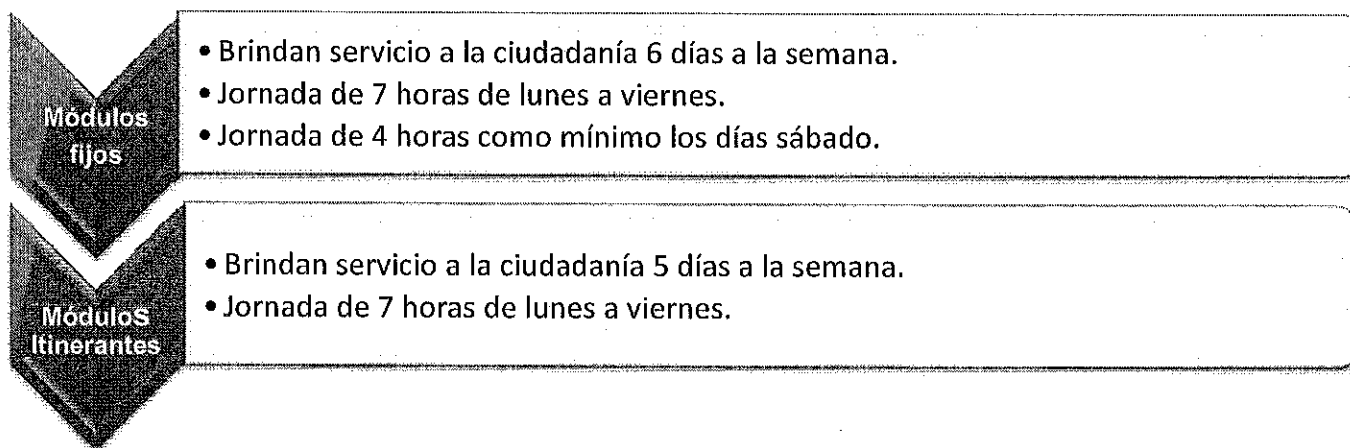 Módulos
fijos
• Brindan servicio a la ciudadanía 6 días a la semana.
• Jornada de 7 horas de lunes a viernes.
• Jornada de 4 horas como mínimo los días sábado.
MóduloS
Itinerantes
• Brindan servicio a la ciudadanía 5 días a la semana.
• Jornada de 7 horas de lunes a viernes.